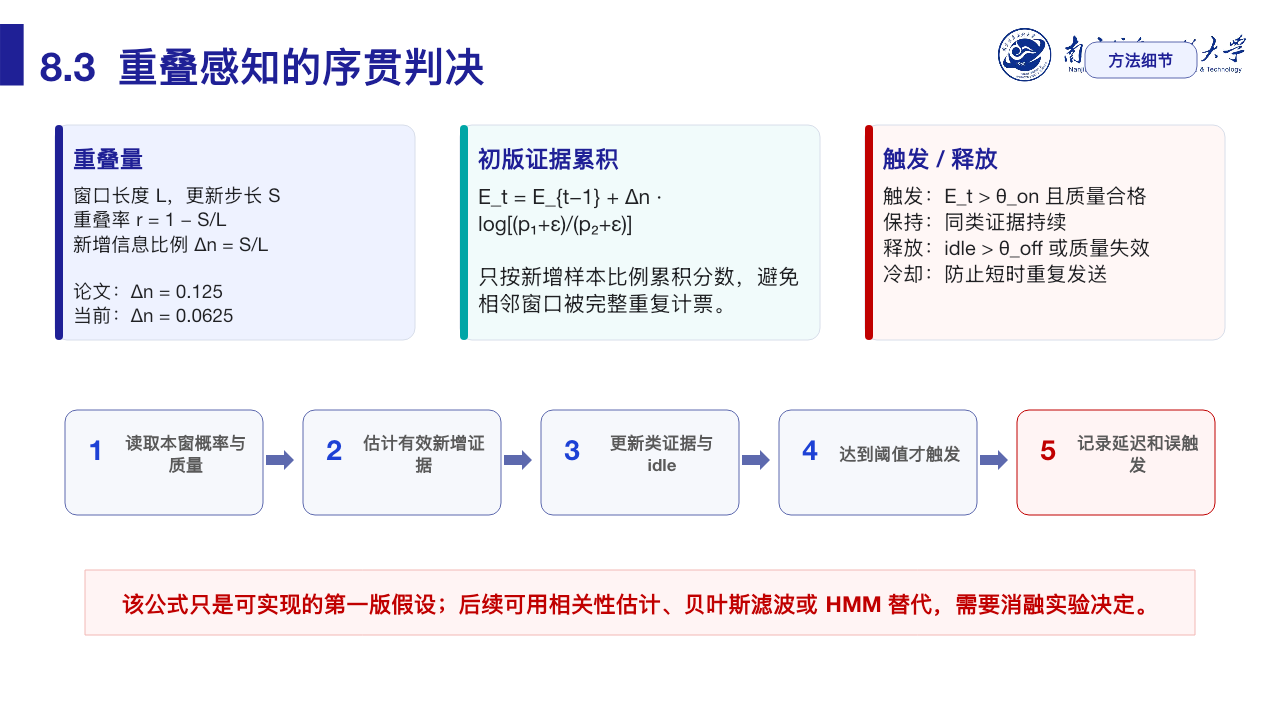 8.3 重叠感知的序贯判决
方法细节
大学
& Technology
重叠量
窗口长度 L，更新步长 S
重叠率 r = 1 − S/L
新增信息比例 Δn = S/L
论文：Δn = 0.125
当前：Δn = 0.0625
初版证据累积
E_t = E_{t−1} + Δn ·
log[(p₁+ε)/(p₂+ε)]
只按新增样本比例累积分数，避免
相邻窗口被完整重复计票。
触发 / 释放
触发：E_t > θ_on 且质量合格
保持：同类证据持续
释放：idle > θ_off 或质量失效
冷却：防止短时重复发送
1 读取本窗概率与
质量
2 估计有效新增证
据
3 更新类证据与
idle
4 达到阈值才触发
5 记录延迟和误触
发
该公式只是可实现的第一版假设；后续可用相关性估计、贝叶斯滤波或 HMM 替代，需要消融实验决定。